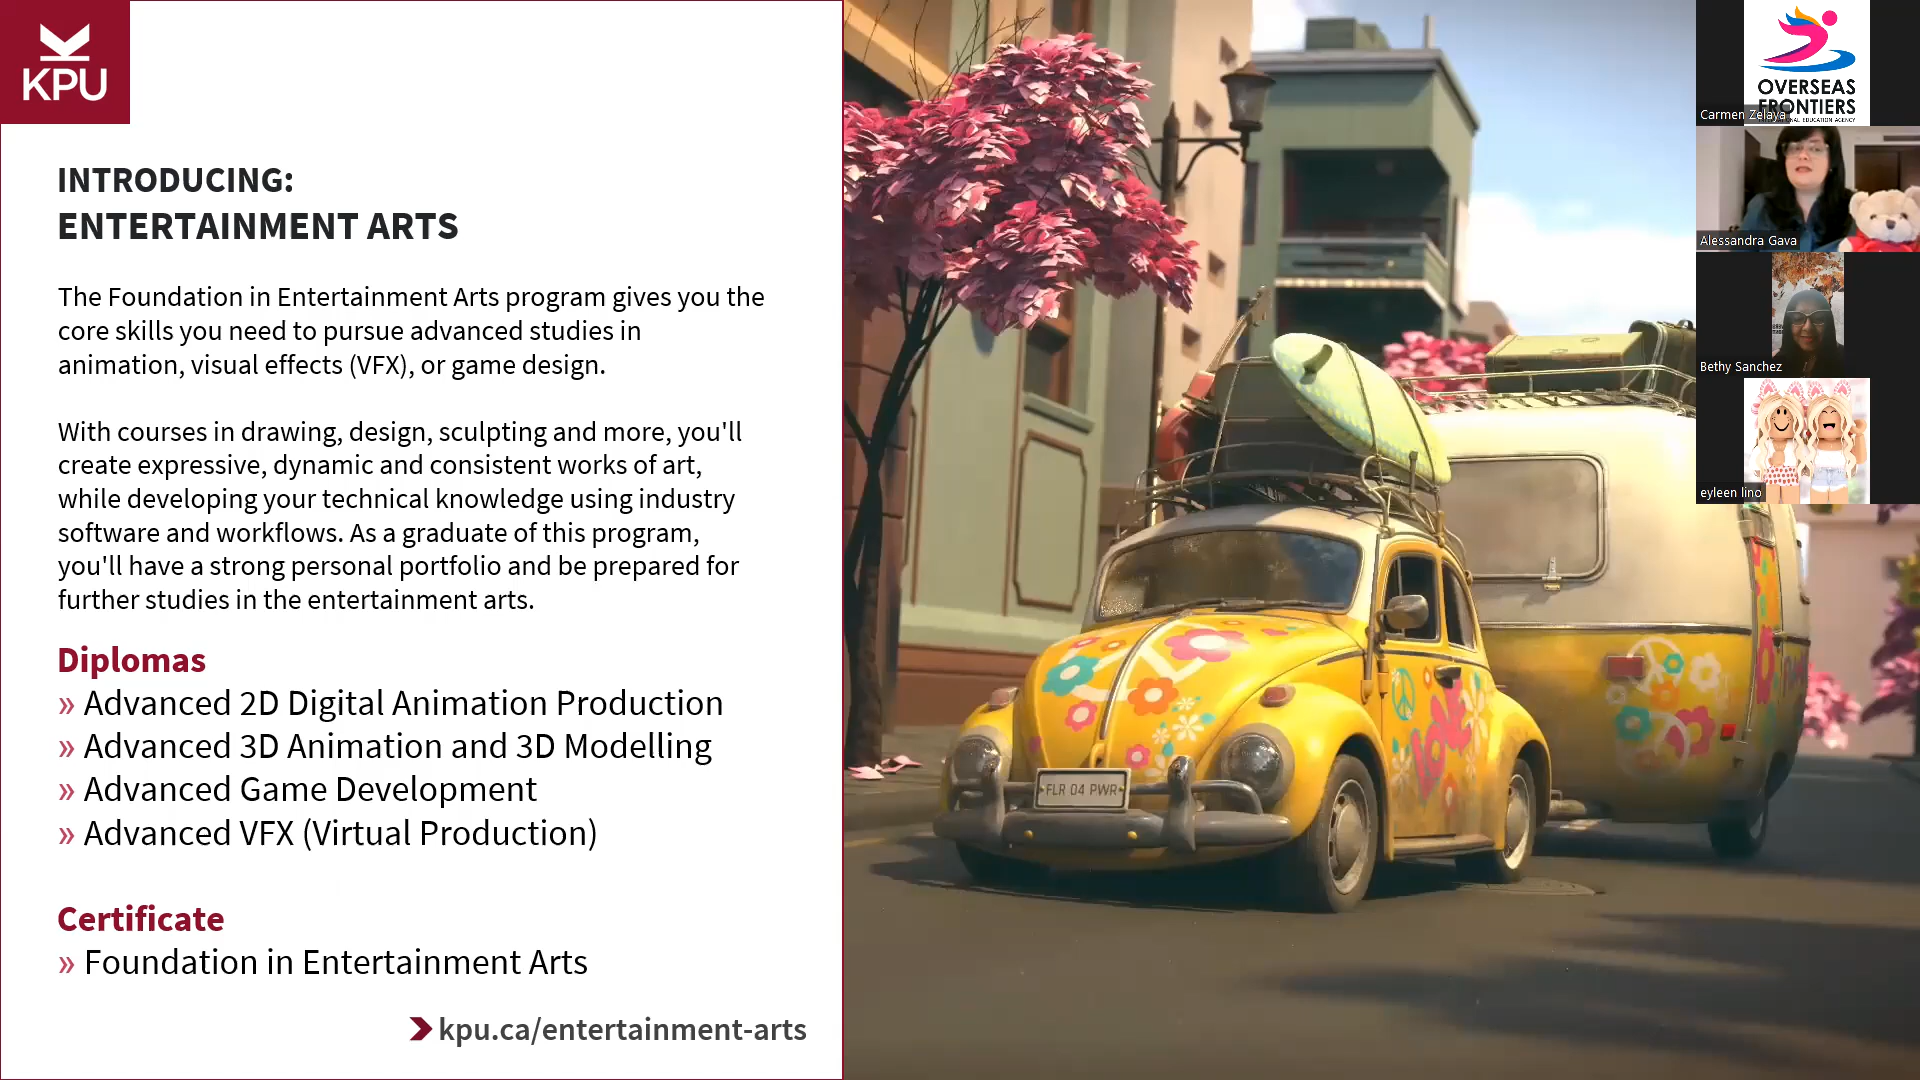 KPU
INTRODUCING:
ENTERTAINMENT ARTS
The Foundation in Entertainment Arts program gives you the
core skills you need to pursue advanced studies in
animation, visual effects (VFX), or game design.
With courses in drawing, design, sculpting and more, you'll
create expressive, dynamic and consistent works of art,
while developing your technical knowledge using industry
software and workflows. As a graduate of this program,
you'll have a strong personal portfolio and be prepared for
further studies in the entertainment arts.
Diplomas
» Advanced 2D Digital Animation Production
» Advanced 3D Animation and 3D Modelling
» Advanced Game Development
» Advanced VFX (Virtual Production)
Certificate
» Foundation in Entertainment Arts
kpu.ca/entertainment-arts
FLR 04 PWR
LOVE
OVERSEAS
FRONTIERS
EDUCATION AGENCY
Carmen Zelaya
Alessandra Gava
Bethy Sanchez
eyleen lino